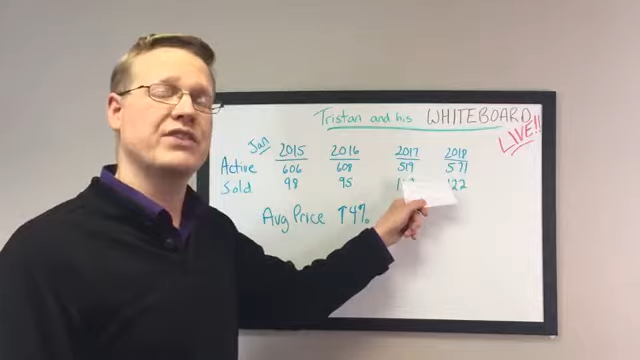 Tristan and his WHITEBOARD
LIVE!!
Jan 2015 2016 2017 2018
Active 606 608 519 571
Sold 98 95
Avg Price ↑4%